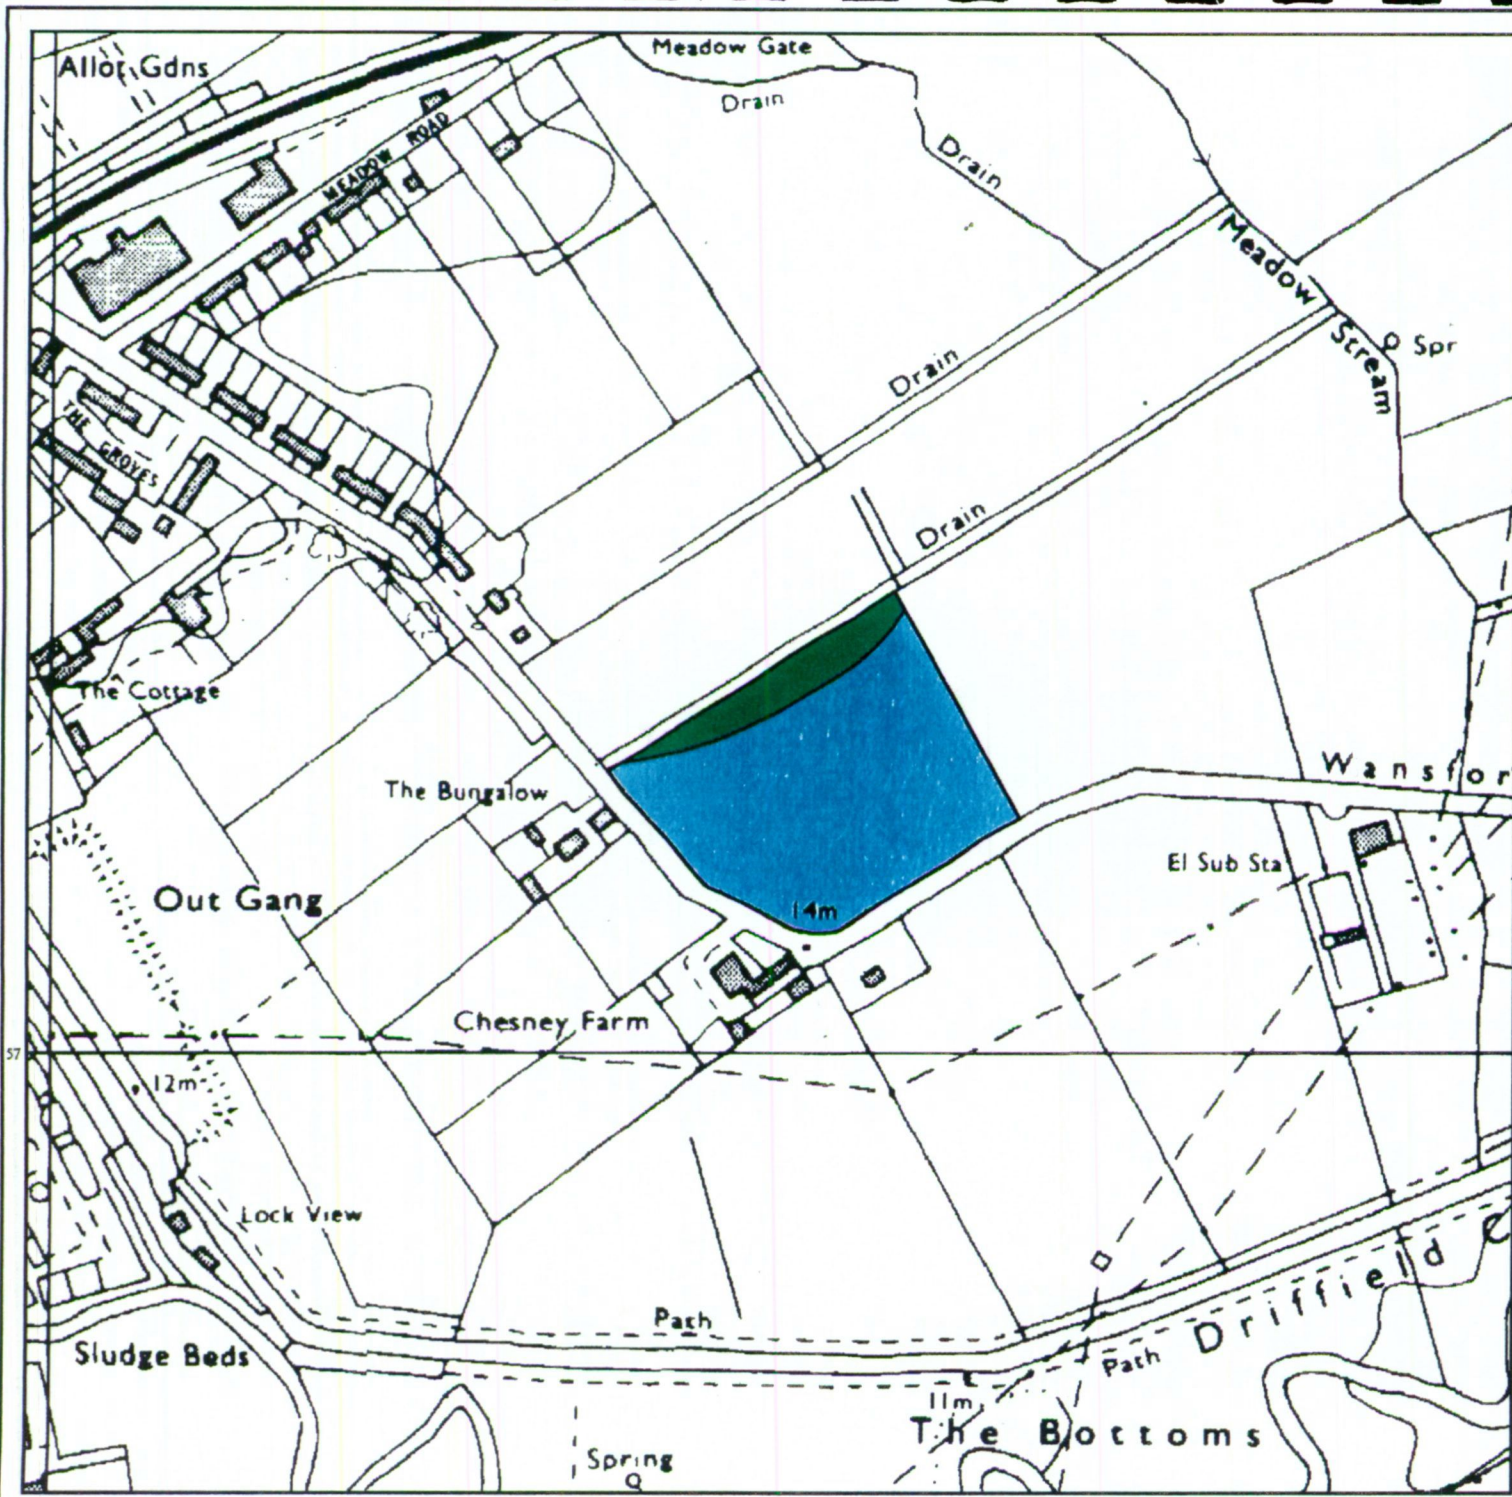 Allot Gdns
Meadow Gate
Drain
MEADOW ROAD
Drain
Meadow Stream
Spr
Drain
THE GROVES
Drain
The Cottage
The Bungalow
Wansfor
El Sub Sta
Out Gang
14m
Chesney Farm
57
12m
Lock View
Path
Driffield C
Sludge Beds
Path
11m
The Bottoms
Spring